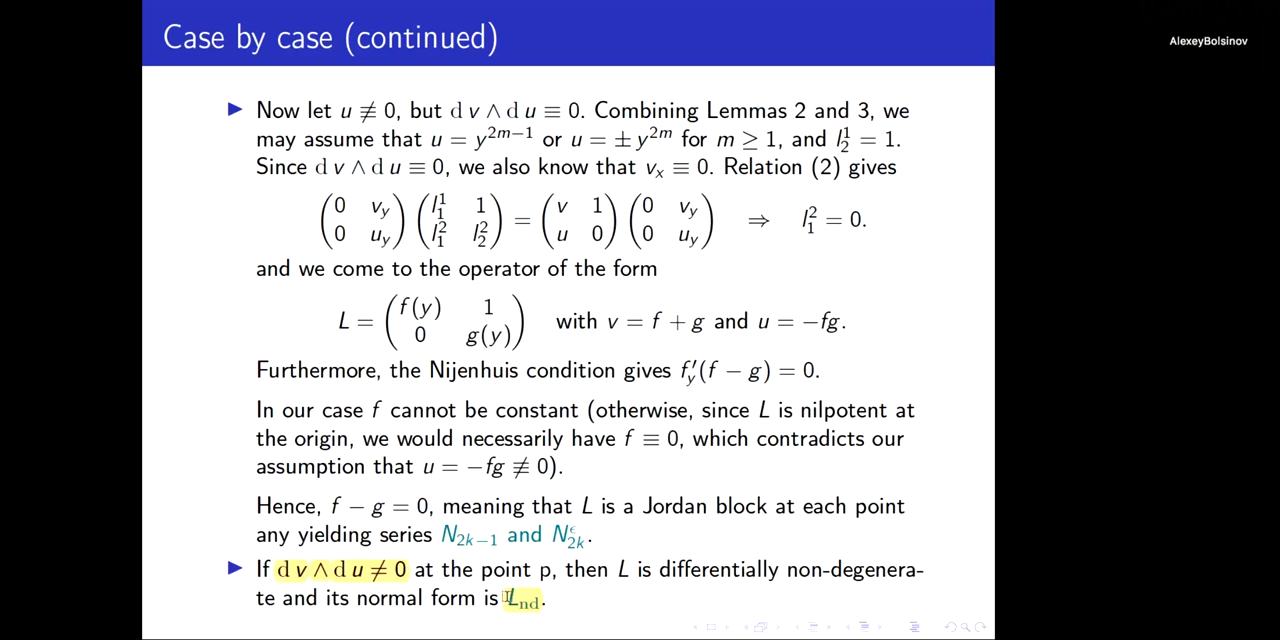 Case by case (continued)
AlexeyBolsinov
▶ Now let u ≢ 0, but d v ∧ d u ≡ 0. Combining Lemmas 2 and 3, we
may assume that u = y^{2m−1} or u = ± y^{2m} for m ≥ 1, and l^1_2 = 1.
Since d v ∧ d u ≡ 0, we also know that v_x ≡ 0. Relation (2) gives
(0 v_y; 0 u_y) (l^1_1 1; l^2_1 l^2_2) = (v 1; u 0) (0 v_y; 0 u_y) ⇒ l^2_1 = 0.
and we come to the operator of the form
L = (f(y) 1; 0 g(y)) with v = f + g and u = −fg.
Furthermore, the Nijenhuis condition gives f′_y(f − g) = 0.
In our case f cannot be constant (otherwise, since L is nilpotent at
the origin, we would necessarily have f ≡ 0, which contradicts our
assumption that u = −fg ≢ 0).
Hence, f − g = 0, meaning that L is a Jordan block at each point
any yielding series N_{2k−1} and N^ϵ_{2k}.
▶ If d v ∧ d u ≠ 0 at the point p, then L is differentially non-degenera-
te and its normal form is L_{nd}.